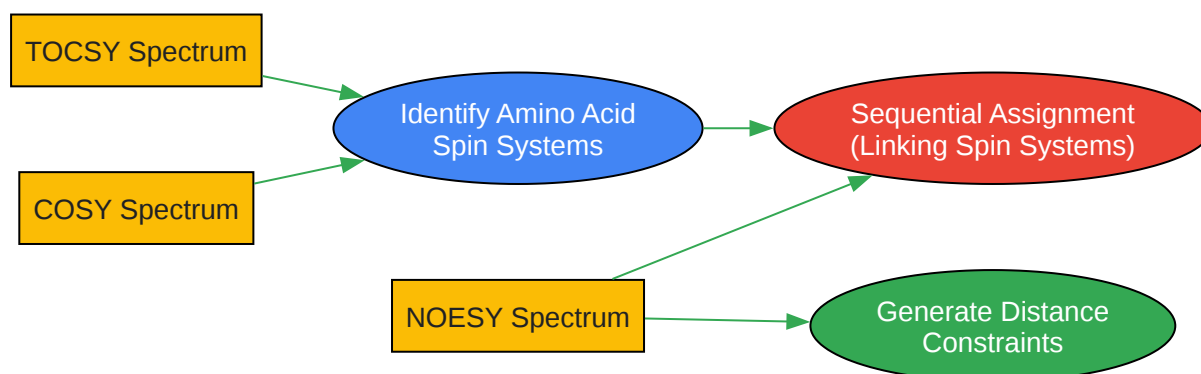 TOCSY Spectrum
Identify Amino Acid
Spin Systems
Sequential Assignment
(Linking Spin Systems)
COSY Spectrum
NOESY Spectrum
Generate Distance
Constraints